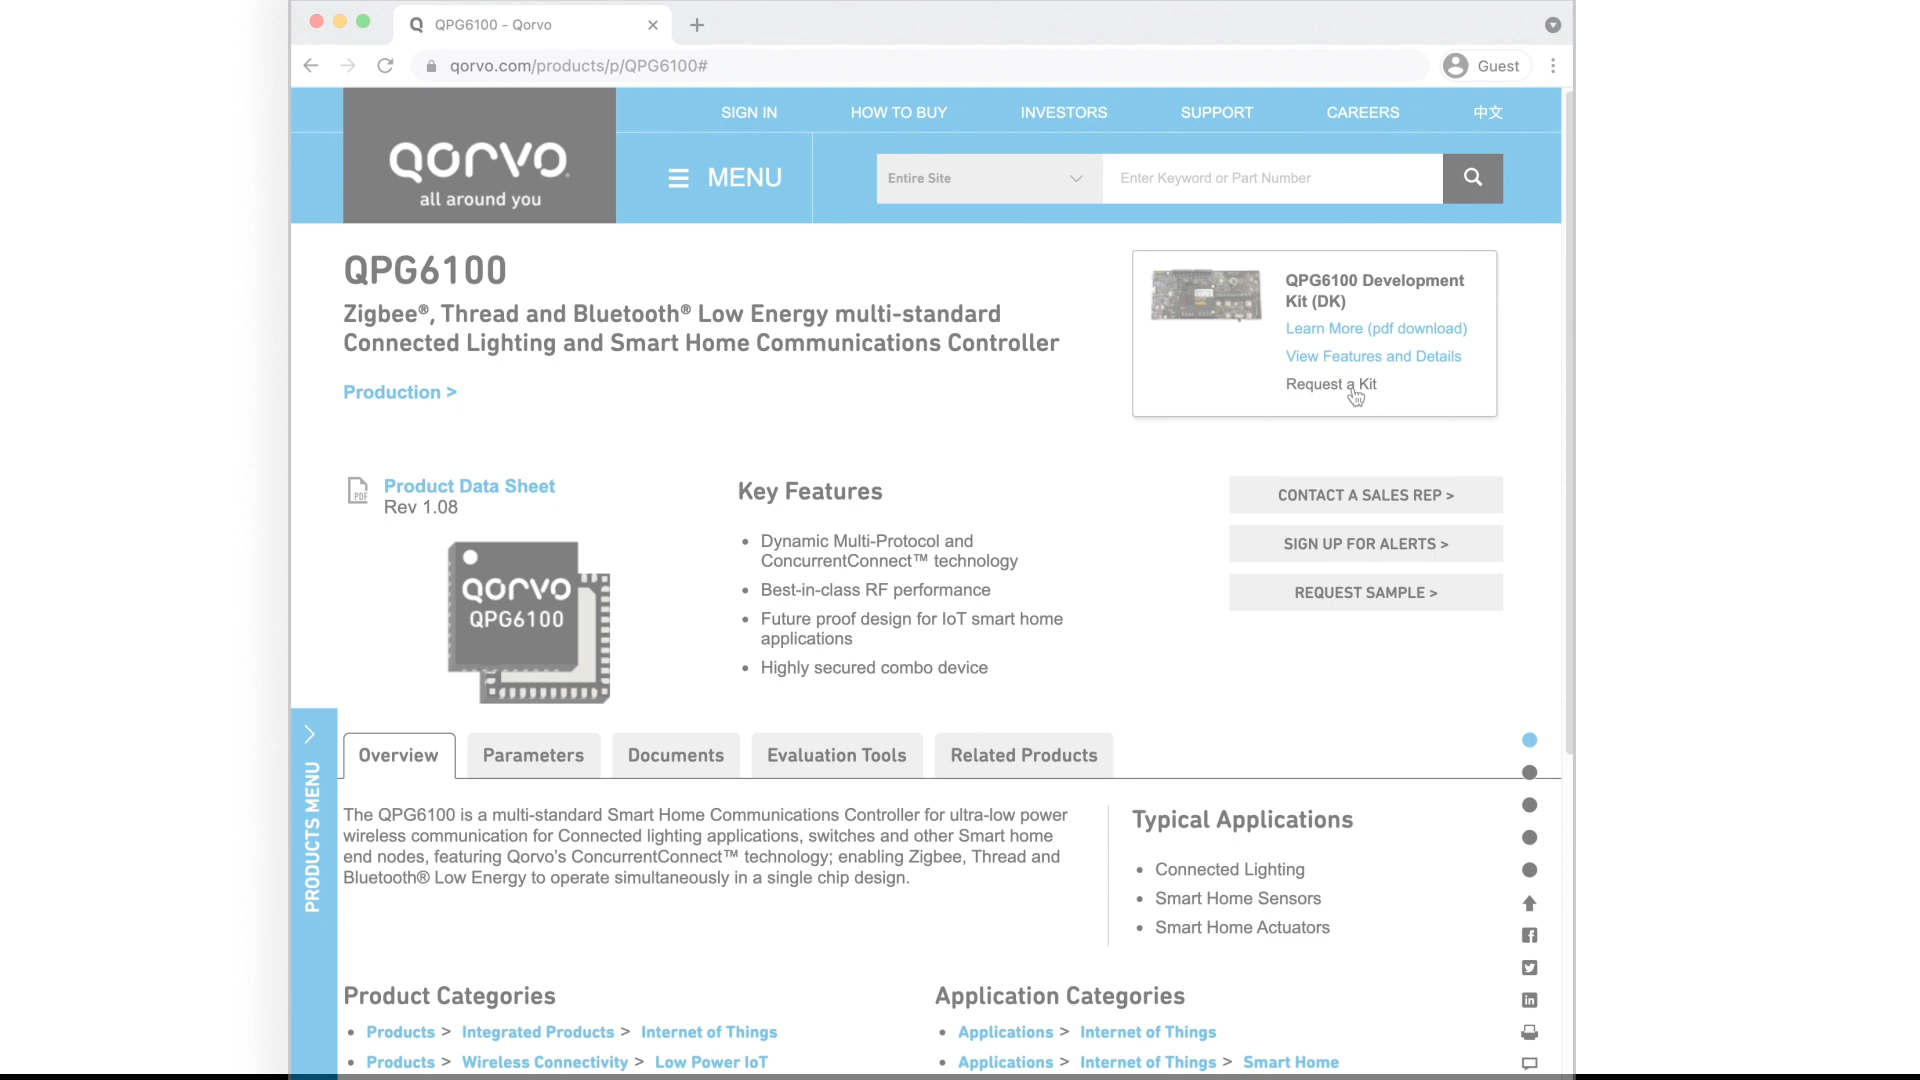 QPG6100 - Qorvo
qorvo.com/products/p/QPG6100#
Guest
SIGN IN
HOW TO BUY
INVESTORS
SUPPORT
CAREERS
中文
QOrVO
all around you
MENU
Entire Site
Enter Keyword or Part Number
QPG6100
Zigbee®, Thread and Bluetooth® Low Energy multi-standard
Connected Lighting and Smart Home Communications Controller
Production >
QPG6100 Development
Kit (DK)
Learn More (pdf download)
View Features and Details
Request a Kit
PDF
Product Data Sheet
Rev 1.08
QOrVO
QPG6100
Key Features
• Dynamic Multi-Protocol and
ConcurrentConnect™ technology
• Best-in-class RF performance
• Future proof design for IoT smart home
applications
• Highly secured combo device
CONTACT A SALES REP >
SIGN UP FOR ALERTS >
REQUEST SAMPLE >
PRODUCTS MENU
Overview
Parameters
Documents
Evaluation Tools
Related Products
The QPG6100 is a multi-standard Smart Home Communications Controller for ultra-low power
wireless communication for Connected lighting applications, switches and other Smart home
end nodes, featuring Qorvo's ConcurrentConnect™ technology; enabling Zigbee, Thread and
Bluetooth® Low Energy to operate simultaneously in a single chip design.
Typical Applications
• Connected Lighting
• Smart Home Sensors
• Smart Home Actuators
Product Categories
• Products > Integrated Products > Internet of Things
• Products > Wireless Connectivity > Low Power IoT
Application Categories
• Applications > Internet of Things
• Applications > Internet of Things > Smart Home